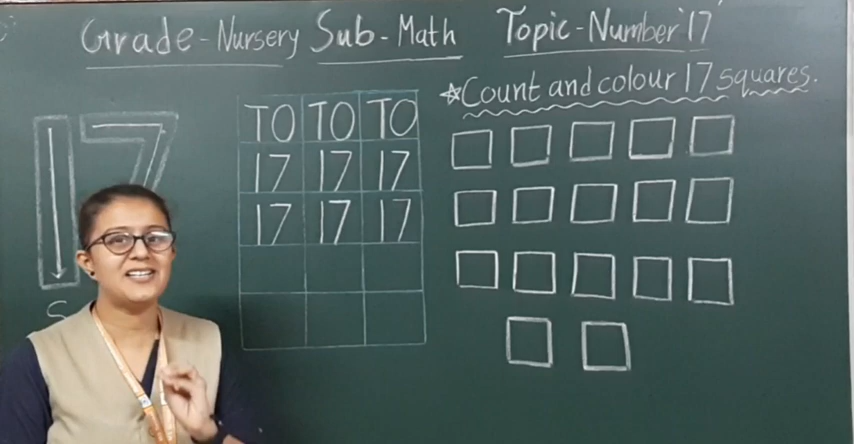 Grade - Nursery Sub - Math Topic - Number '17'
☆Count and colour 17 squares.
17
TO TO TO
17 17 17
17 17 17
S